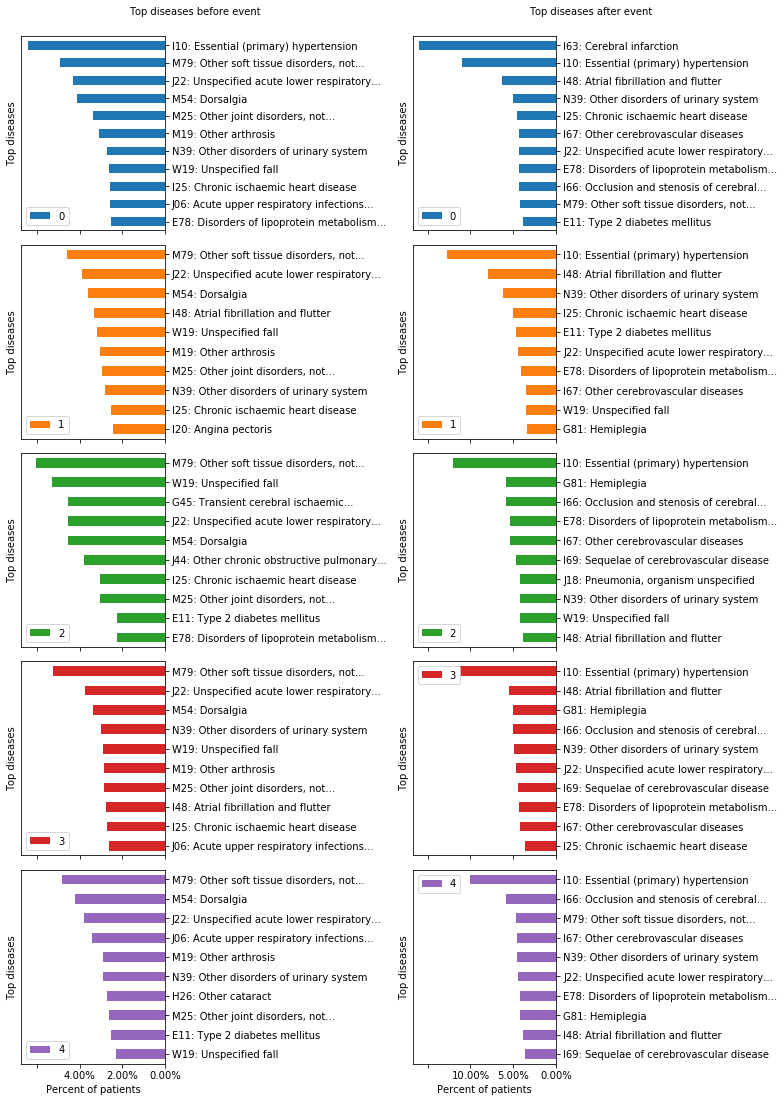 Top diseases before event
Top diseases
I10: Essential (primary) hypertension
M79: Other soft tissue disorders, not...
J22: Unspecified acute lower respiratory...
M54: Dorsalgia
M25: Other joint disorders, not...
M19: Other arthrosis
N39: Other disorders of urinary system
W19: Unspecified fall
I25: Chronic ischaemic heart disease
J06: Acute upper respiratory infections...
E78: Disorders of lipoprotein metabolism...
0
Top diseases
M79: Other soft tissue disorders, not...
J22: Unspecified acute lower respiratory...
M54: Dorsalgia
I48: Atrial fibrillation and flutter
W19: Unspecified fall
M19: Other arthrosis
M25: Other joint disorders, not...
N39: Other disorders of urinary system
I25: Chronic ischaemic heart disease
I20: Angina pectoris
1
Top diseases
M79: Other soft tissue disorders, not...
W19: Unspecified fall
G45: Transient cerebral ischaemic...
J22: Unspecified acute lower respiratory...
M54: Dorsalgia
J44: Other chronic obstructive pulmonary...
I25: Chronic ischaemic heart disease
M25: Other joint disorders, not...
E11: Type 2 diabetes mellitus
E78: Disorders of lipoprotein metabolism...
2
Top diseases
M79: Other soft tissue disorders, not...
J22: Unspecified acute lower respiratory...
M54: Dorsalgia
N39: Other disorders of urinary system
W19: Unspecified fall
M19: Other arthrosis
M25: Other joint disorders, not...
I48: Atrial fibrillation and flutter
I25: Chronic ischaemic heart disease
J06: Acute upper respiratory infections...
3
Top diseases
M79: Other soft tissue disorders, not...
M54: Dorsalgia
J22: Unspecified acute lower respiratory...
J06: Acute upper respiratory infections...
M19: Other arthrosis
N39: Other disorders of urinary system
H26: Other cataract
M25: Other joint disorders, not...
E11: Type 2 diabetes mellitus
W19: Unspecified fall
4
4.00% 2.00% 0.00%
Percent of patients
Top diseases after event
Top diseases
I63: Cerebral infarction
I10: Essential (primary) hypertension
I48: Atrial fibrillation and flutter
N39: Other disorders of urinary system
I25: Chronic ischaemic heart disease
I67: Other cerebrovascular diseases
J22: Unspecified acute lower respiratory...
E78: Disorders of lipoprotein metabolism...
I66: Occlusion and stenosis of cerebral...
M79: Other soft tissue disorders, not...
E11: Type 2 diabetes mellitus
0
Top diseases
I10: Essential (primary) hypertension
I48: Atrial fibrillation and flutter
N39: Other disorders of urinary system
I25: Chronic ischaemic heart disease
E11: Type 2 diabetes mellitus
J22: Unspecified acute lower respiratory...
E78: Disorders of lipoprotein metabolism...
I67: Other cerebrovascular diseases
W19: Unspecified fall
G81: Hemiplegia
1
Top diseases
I10: Essential (primary) hypertension
G81: Hemiplegia
I66: Occlusion and stenosis of cerebral...
E78: Disorders of lipoprotein metabolism...
I67: Other cerebrovascular diseases
I69: Sequelae of cerebrovascular disease
J18: Pneumonia, organism unspecified
N39: Other disorders of urinary system
W19: Unspecified fall
I48: Atrial fibrillation and flutter
2
Top diseases
3
I10: Essential (primary) hypertension
I48: Atrial fibrillation and flutter
G81: Hemiplegia
I66: Occlusion and stenosis of cerebral...
N39: Other disorders of urinary system
J22: Unspecified acute lower respiratory...
I69: Sequelae of cerebrovascular disease
E78: Disorders of lipoprotein metabolism...
I67: Other cerebrovascular diseases
I25: Chronic ischaemic heart disease
Top diseases
4
I10: Essential (primary) hypertension
I66: Occlusion and stenosis of cerebral...
M79: Other soft tissue disorders, not...
I67: Other cerebrovascular diseases
N39: Other disorders of urinary system
J22: Unspecified acute lower respiratory...
E78: Disorders of lipoprotein metabolism...
G81: Hemiplegia
I48: Atrial fibrillation and flutter
I69: Sequelae of cerebrovascular disease
10.00% 5.00% 0.00%
Percent of patients